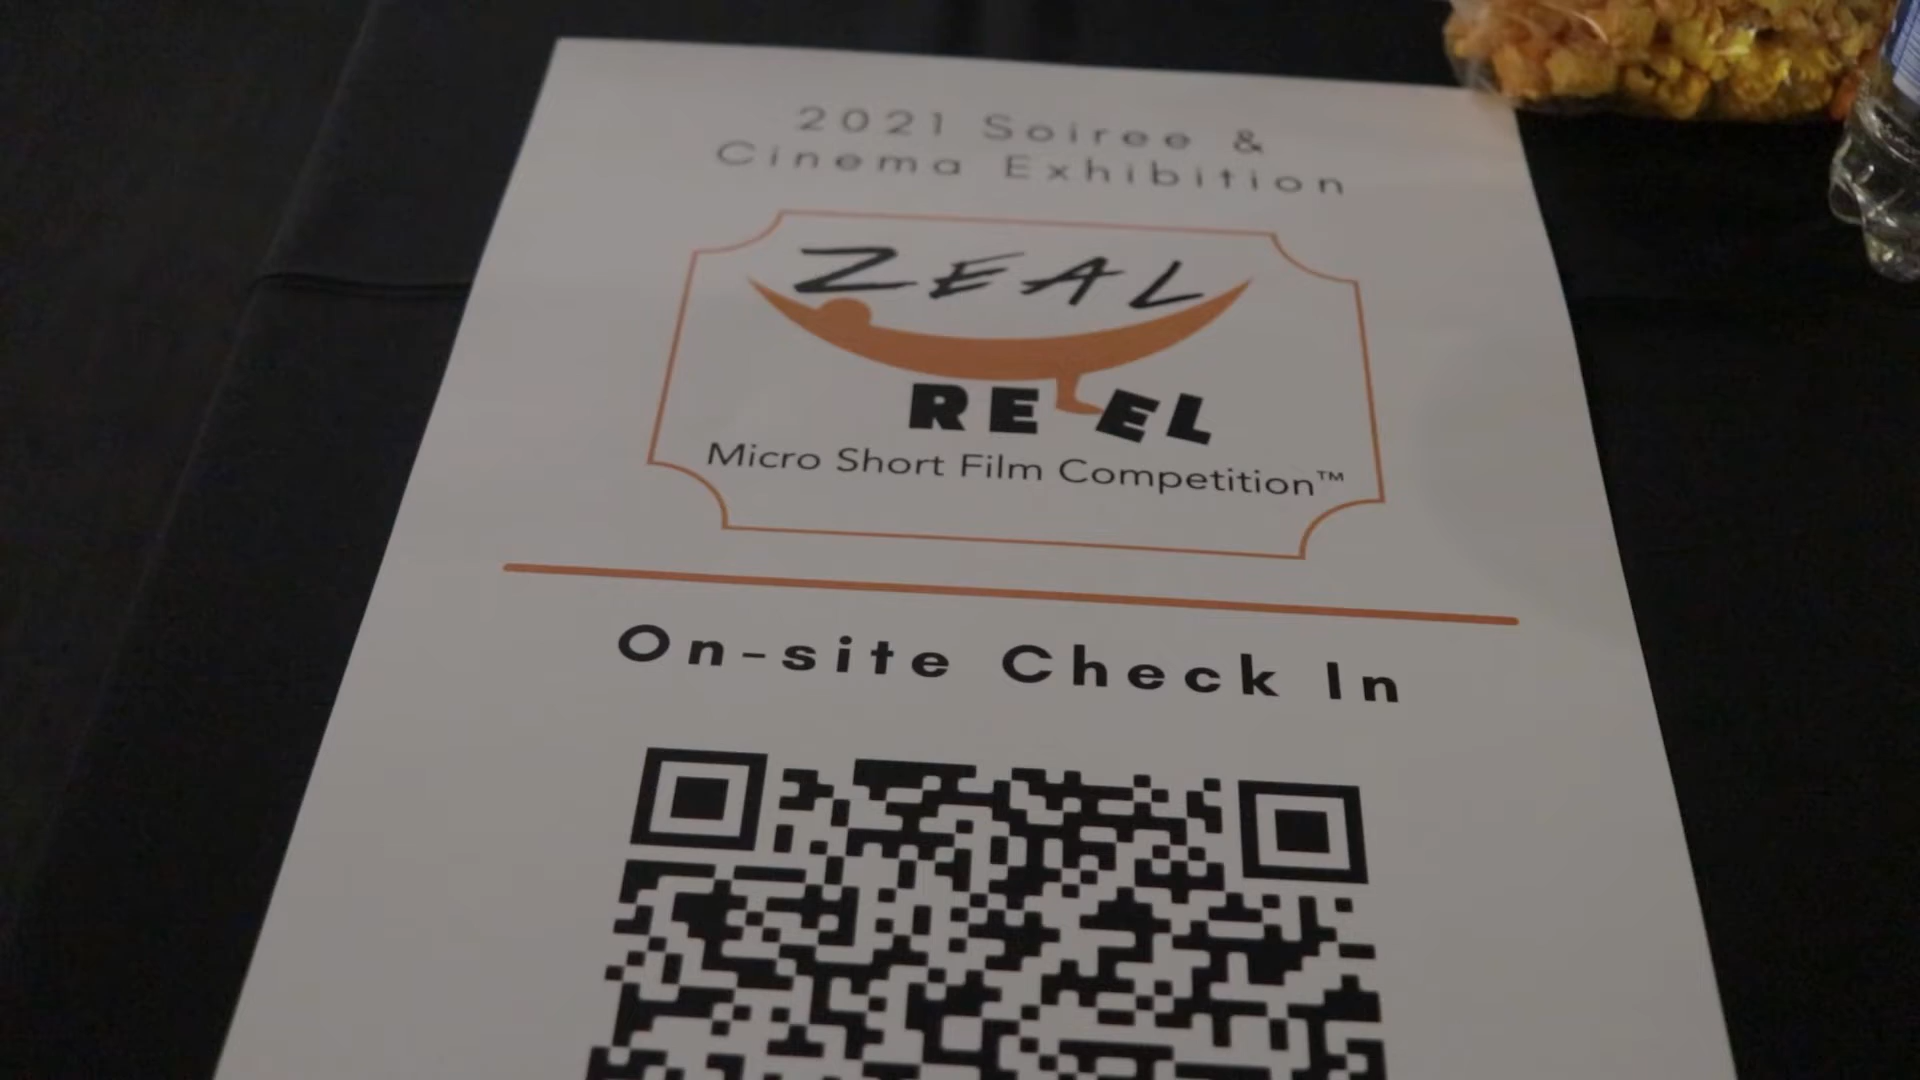 2021 Soiree &
Cinema Exhibition
ZEAL
REEL
Micro Short Film Competition™
On-site Check In